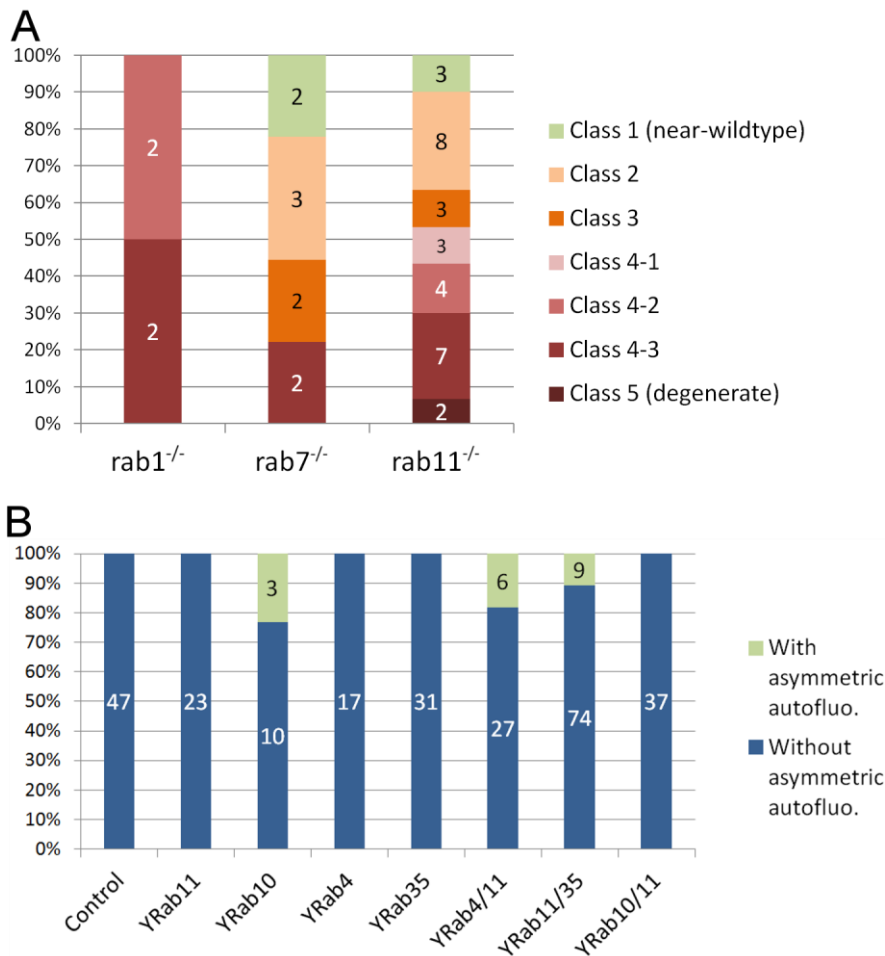 A
100%
90%
80%
70%
60%
50%
40%
30%
20%
10%
0%
2
2
2
3
2
2
3
8
3
3
4
7
2
rab1-/-
rab7-/-
rab11-/-
Class 1 (near-wildtype)
Class 2
Class 3
Class 4-1
Class 4-2
Class 4-3
Class 5 (degenerate)
B
100%
90%
80%
70%
60%
50%
40%
30%
20%
10%
0%
47
23
3
10
17
31
6
27
9
74
37
Control
YRab11
YRab10
YRab4
YRab35
YRab4/11
YRab11/35
YRab10/11
With
asymmetric
autofluo.
Without
asymmetric
autofluo.